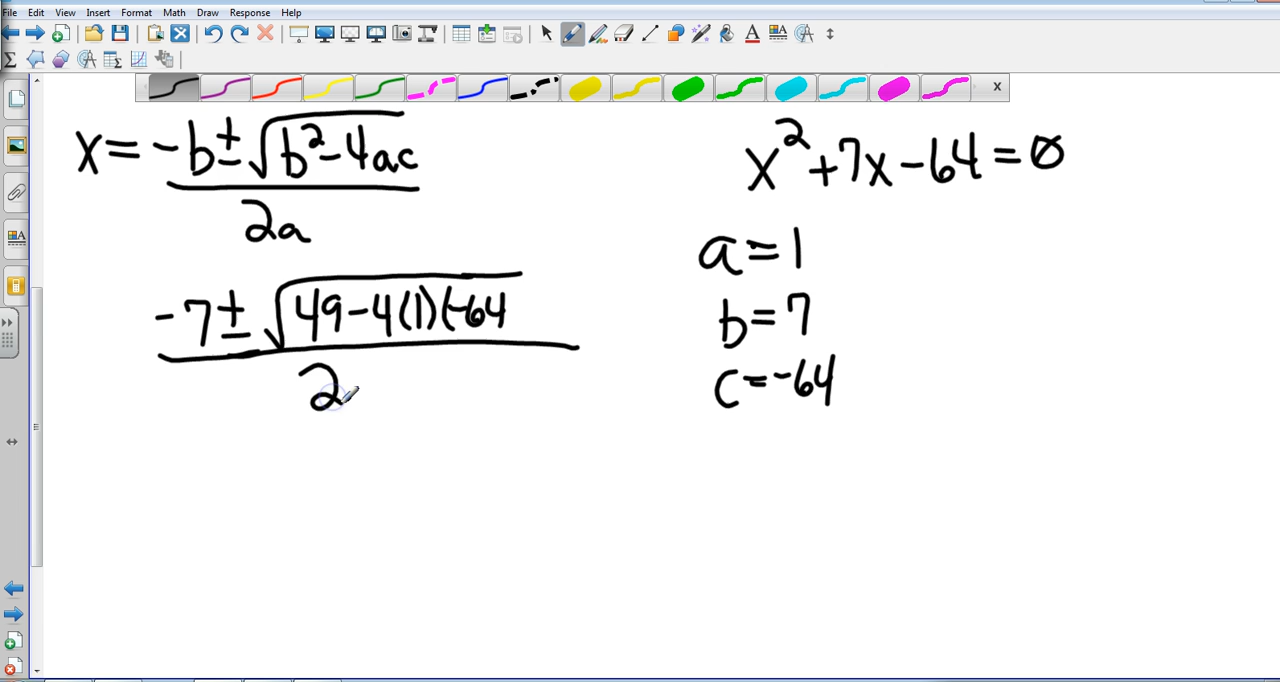 File Edit View Insert Format Math Draw Response Help
x = -b ± √b² - 4ac
2a
-7 ± √49 - 4(1)(-64
2
x² + 7x - 64 = 0
a = 1
b = 7
c = -64